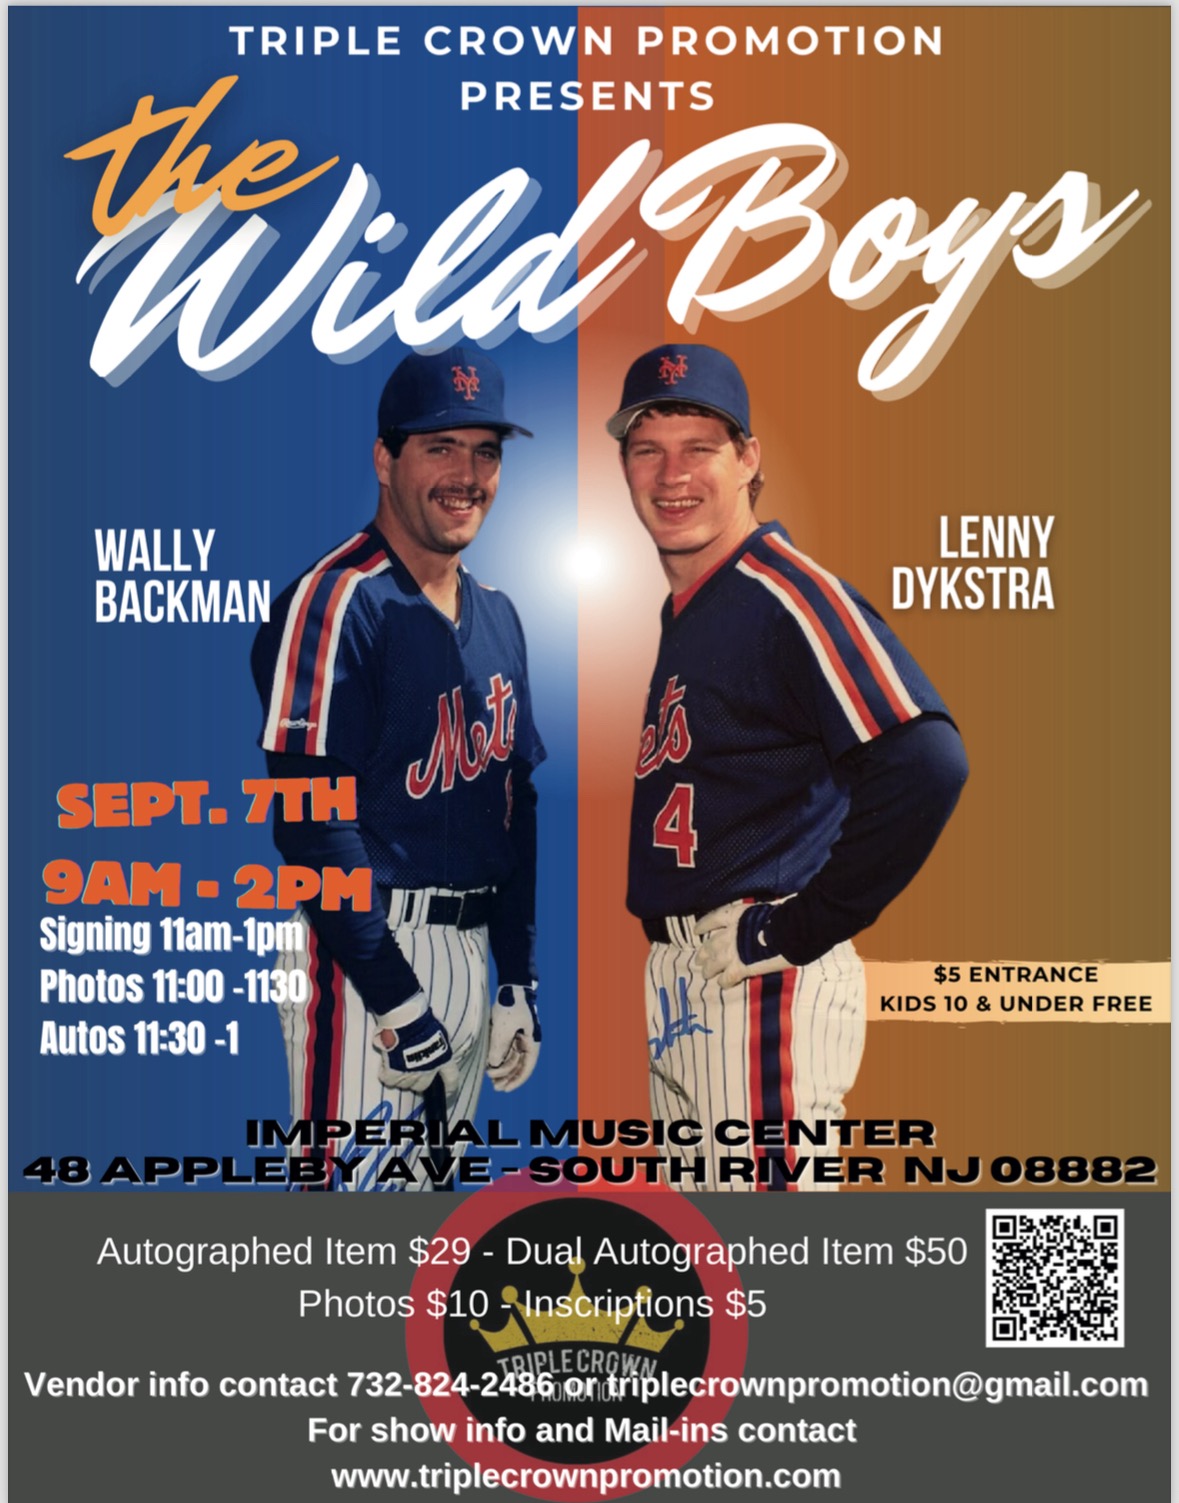 TRIPLE CROWN PROMOTION
PRESENTS
the
Wild Boys
WALLY
BACKMAN
LENNY
DYKSTRA
Mets
ets
4
SEPT. 7TH
9AM - 2PM
Signing 11am-1pm
Photos 11:00 -1130
Autos 11:30 -1
$5 ENTRANCE
KIDS 10 & UNDER FREE
Franklin
IMPERIAL MUSIC CENTER
48 APPLEBY AVE - SOUTH RIVER NJ 08882
Autographed Item $29 - Dual Autographed Item $50
Photos $10 - Inscriptions $5
TRIPLE CROWN
PROMOTION
Vendor info contact 732-824-2486 or triplecrownpromotion@gmail.com
For show info and Mail-ins contact
www.triplecrownpromotion.com